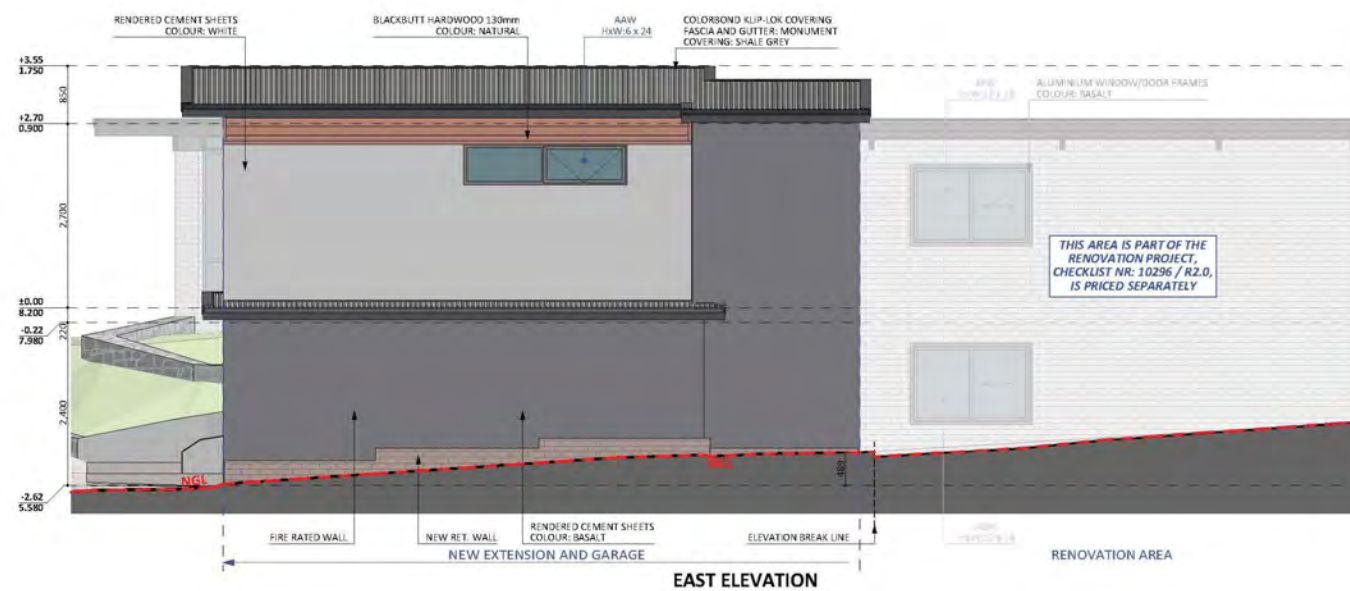 RENDERED CEMENT SHEETS
COLOUR: WHITE
BLACKBUTT HARDWOOD 130mm
COLOUR: NATURAL
AAW
HxW:6 x 24
COLORBOND KLIP-LOK COVERING
FASCIA AND GUTTER: MONUMENT
COVERING: SHALE GREY
+3.55
1.750
850
+2.70
0.900
2,700
±0.00
8.200
-0.22
7.980
220
2,400
-2.62
5.580
AAW
ALUMINIUM WINDOW/DOOR FRAMES
COLOUR: BASALT
THIS AREA IS PART OF THE
RENOVATION PROJECT,
CHECKLIST NR: 10296 / R2.0,
IS PRICED SEPARATELY
NGL
NGL
489
FIRE RATED WALL
NEW RET. WALL
RENDERED CEMENT SHEETS
COLOUR: BASALT
ELEVATION BREAK LINE
NEW EXTENSION AND GARAGE
RENOVATION AREA
EAST ELEVATION